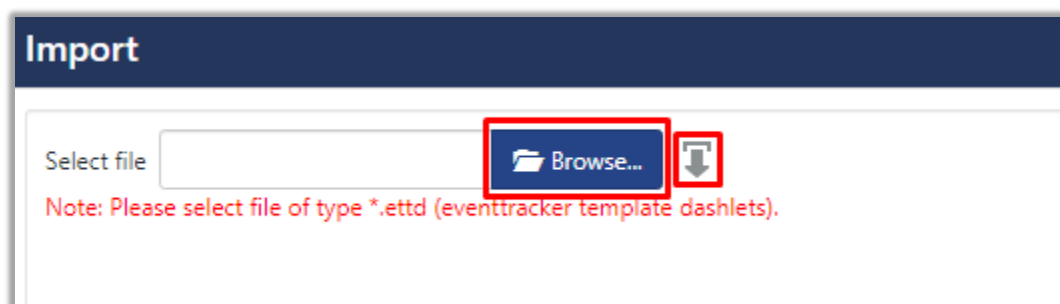 Import
Select file Browse...
Note: Please select file of type *.ettd (eventtracker template dashlets).